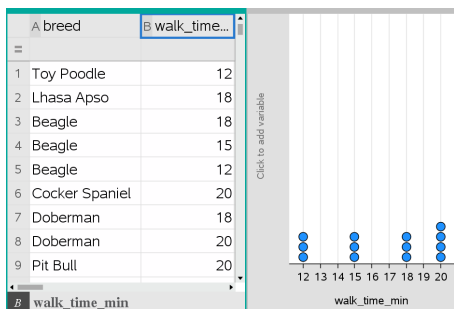 A breed B walk_time...
=
1 Toy Poodle 12
2 Lhasa Apso 18
3 Beagle 18
4 Beagle 15
5 Beagle 12
6 Cocker Spaniel 20
7 Doberman 18
8 Doberman 20
9 Pit Bull 20
B walk_time_min
Click to add variable
12 13 14 15 16 17 18 19 20
walk_time_min